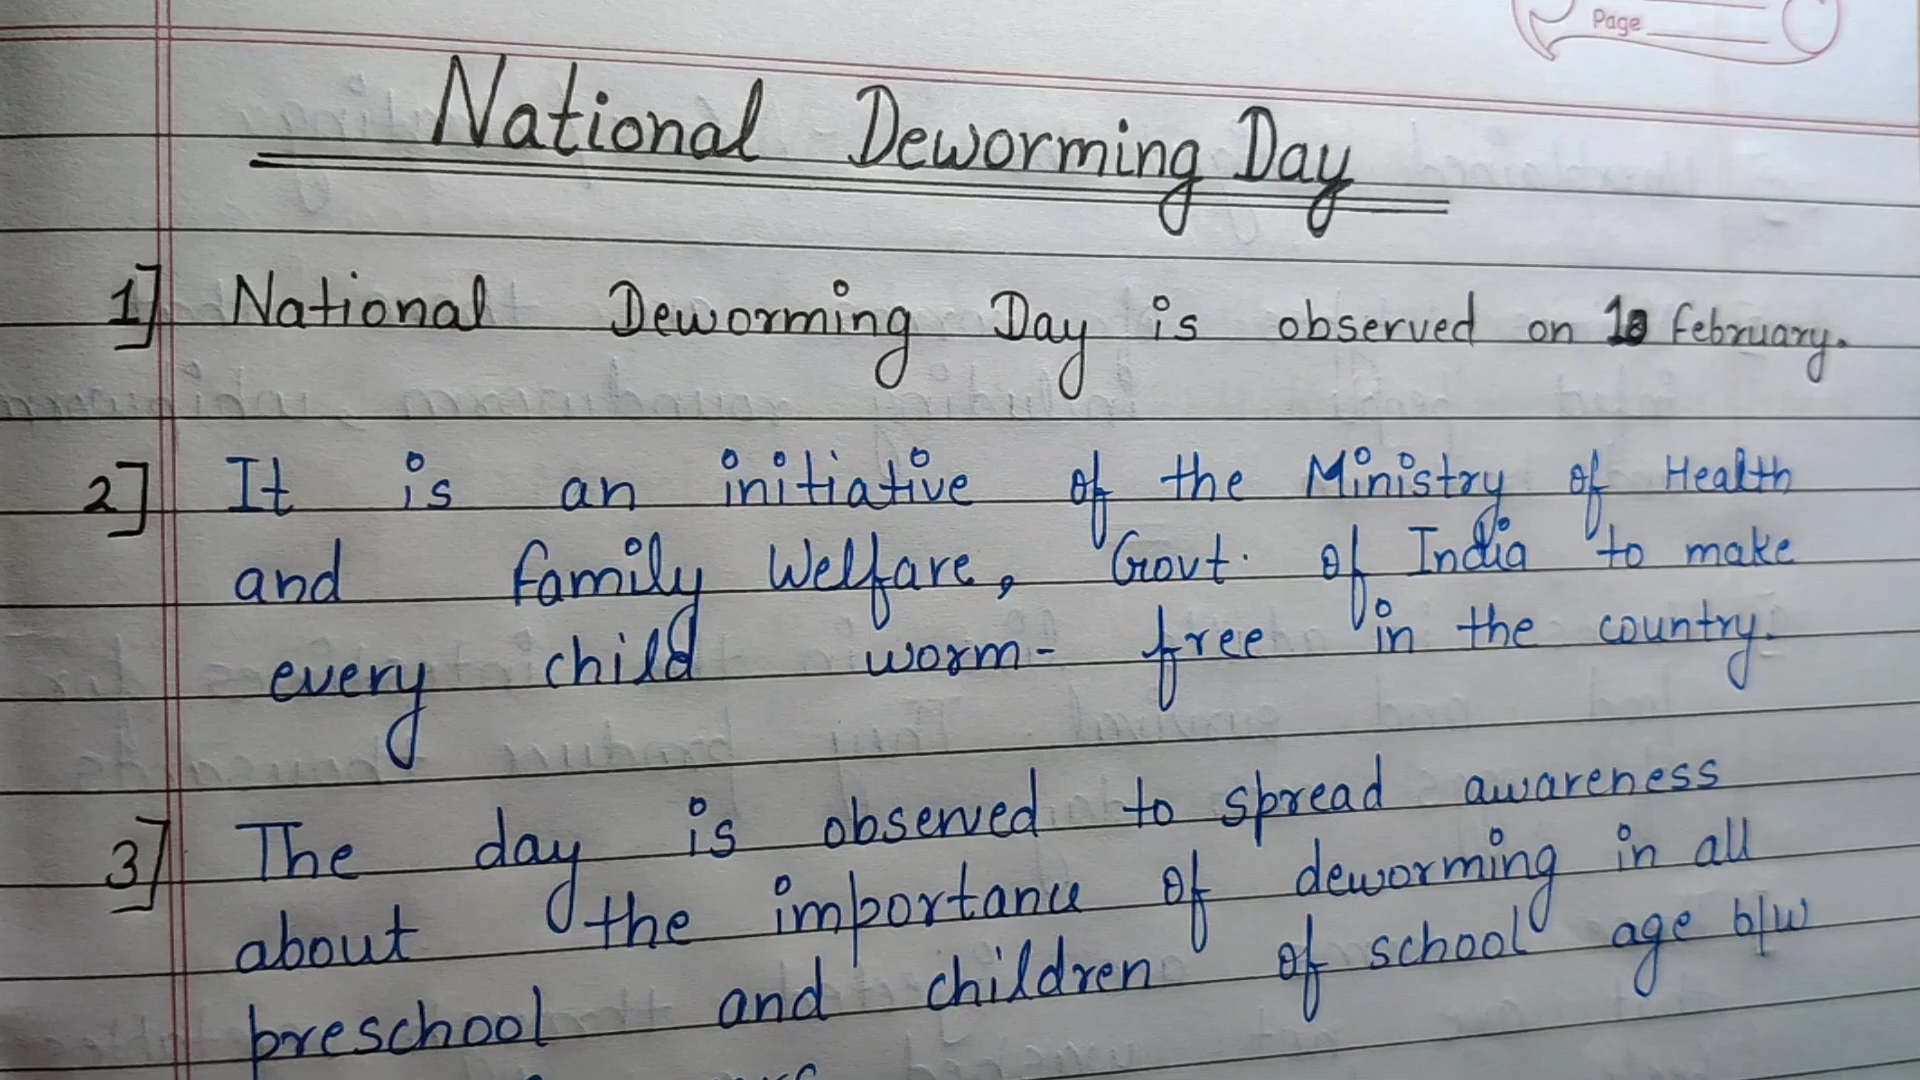 Page
National Deworming Day
1] National Deworming Day is observed on 10 February.
2] It is an initiative of the Ministry of Health
and family Welfare, Govt. of India to make
every child worm-free in the country.
3] The day is observed to spread awareness
about the importance of deworming in all
preschool and children of school age b/w